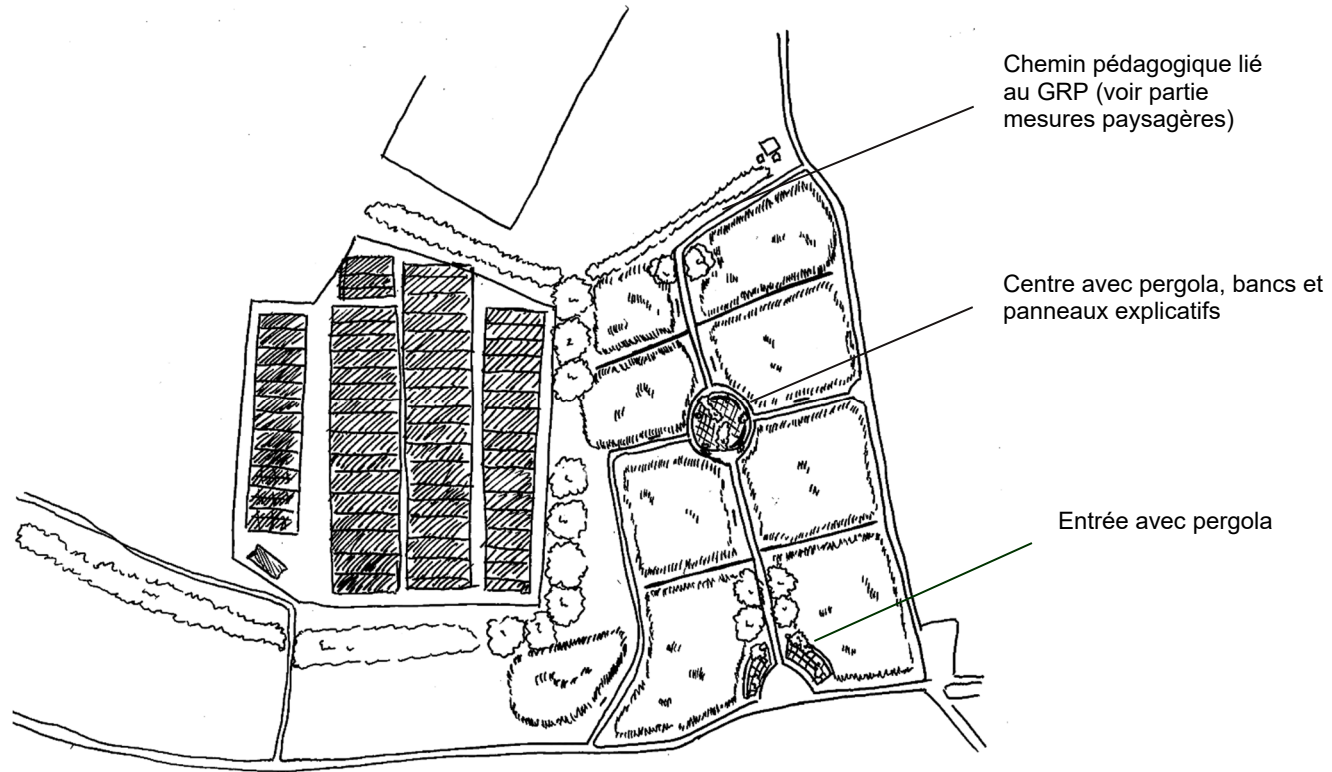 Chemin pédagogique lié
au GRP (voir partie
mesures paysagères)
Centre avec pergola, bancs et
panneaux explicatifs
Entrée avec pergola